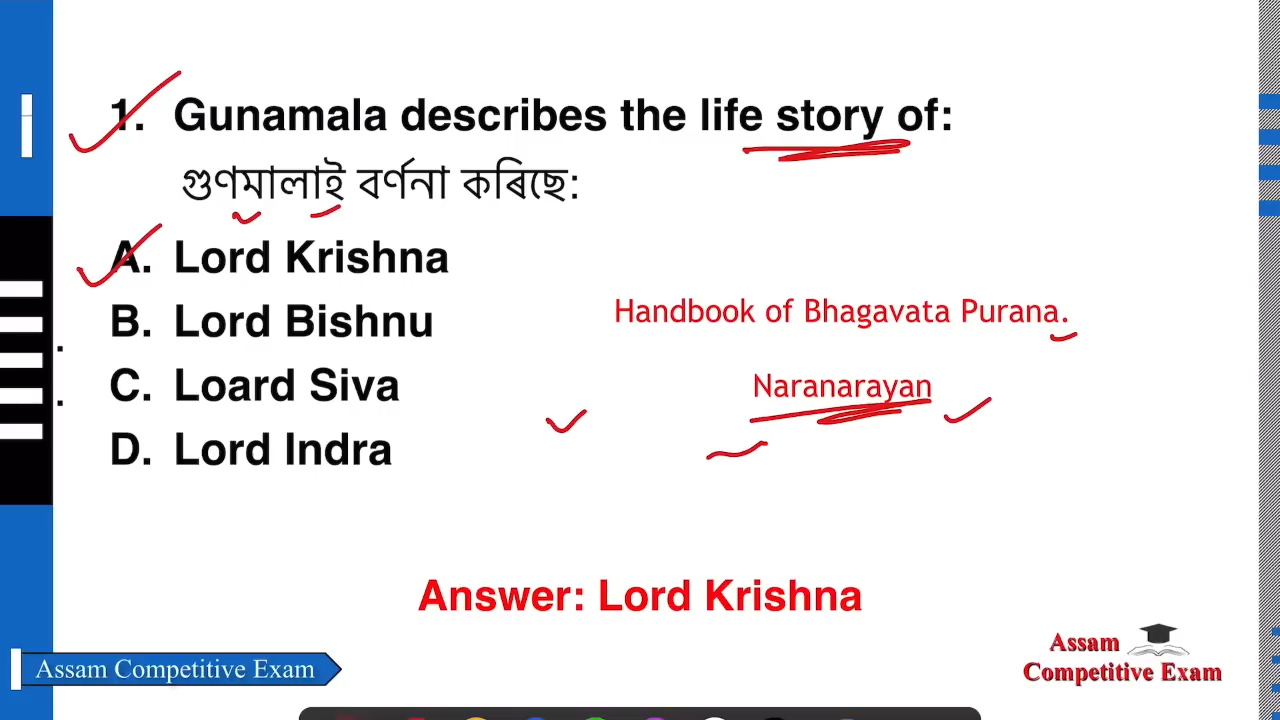 1. Gunamala describes the life story of:
গুণমালাই বৰ্ণনা কৰিছে:
A. Lord Krishna
B. Lord Bishnu
C. Loard Siva
D. Lord Indra
Handbook of Bhagavata Purana.
Naranarayan
Answer: Lord Krishna
Assam Competitive Exam
Assam
Competitive Exam